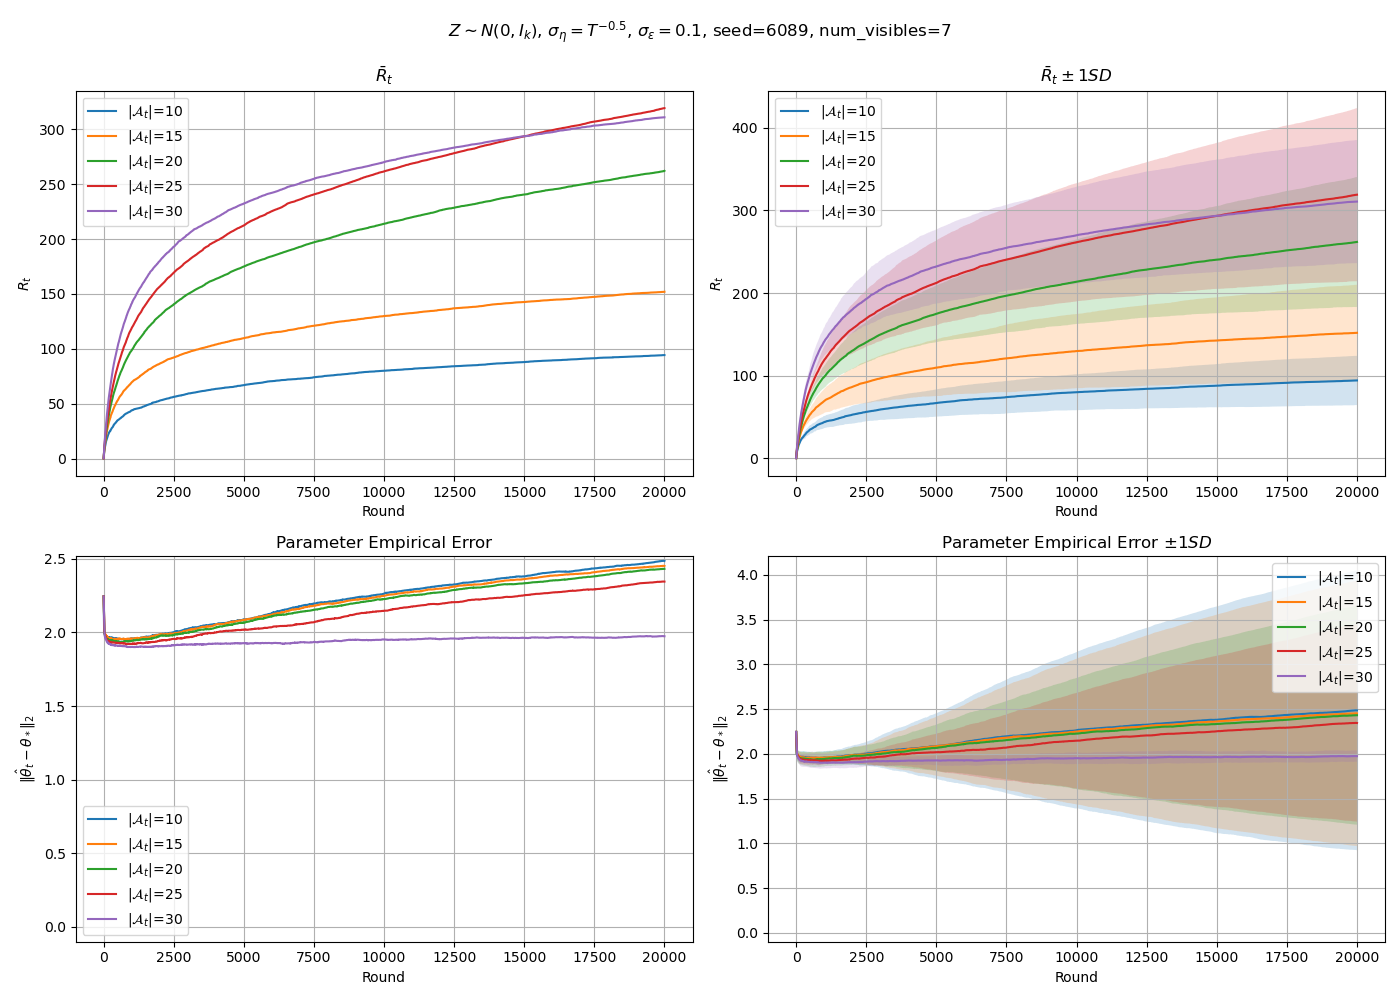 Z ∼ N(0, I_k), σ_η = T^{−0.5}, σ_ε = 0.1, seed=6089, num_visibles=7
R̄_t
R_t
300
250
200
150
100
50
0
|𝒜_t|=10
|𝒜_t|=15
|𝒜_t|=20
|𝒜_t|=25
|𝒜_t|=30
0 2500 5000 7500 10000 12500 15000 17500 20000
Round
R̄_t ± 1SD
R_t
400
300
200
100
0
|𝒜_t|=10
|𝒜_t|=15
|𝒜_t|=20
|𝒜_t|=25
|𝒜_t|=30
0 2500 5000 7500 10000 12500 15000 17500 20000
Round
Parameter Empirical Error
‖θ̂_t − θ_*‖_2
2.5
2.0
1.5
1.0
0.5
0.0
|𝒜_t|=10
|𝒜_t|=15
|𝒜_t|=20
|𝒜_t|=25
|𝒜_t|=30
0 2500 5000 7500 10000 12500 15000 17500 20000
Round
Parameter Empirical Error ±1SD
‖θ̂_t − θ_*‖_2
4.0
3.5
3.0
2.5
2.0
1.5
1.0
0.5
0.0
|𝒜_t|=10
|𝒜_t|=15
|𝒜_t|=20
|𝒜_t|=25
|𝒜_t|=30
0 2500 5000 7500 10000 12500 15000 17500 20000
Round